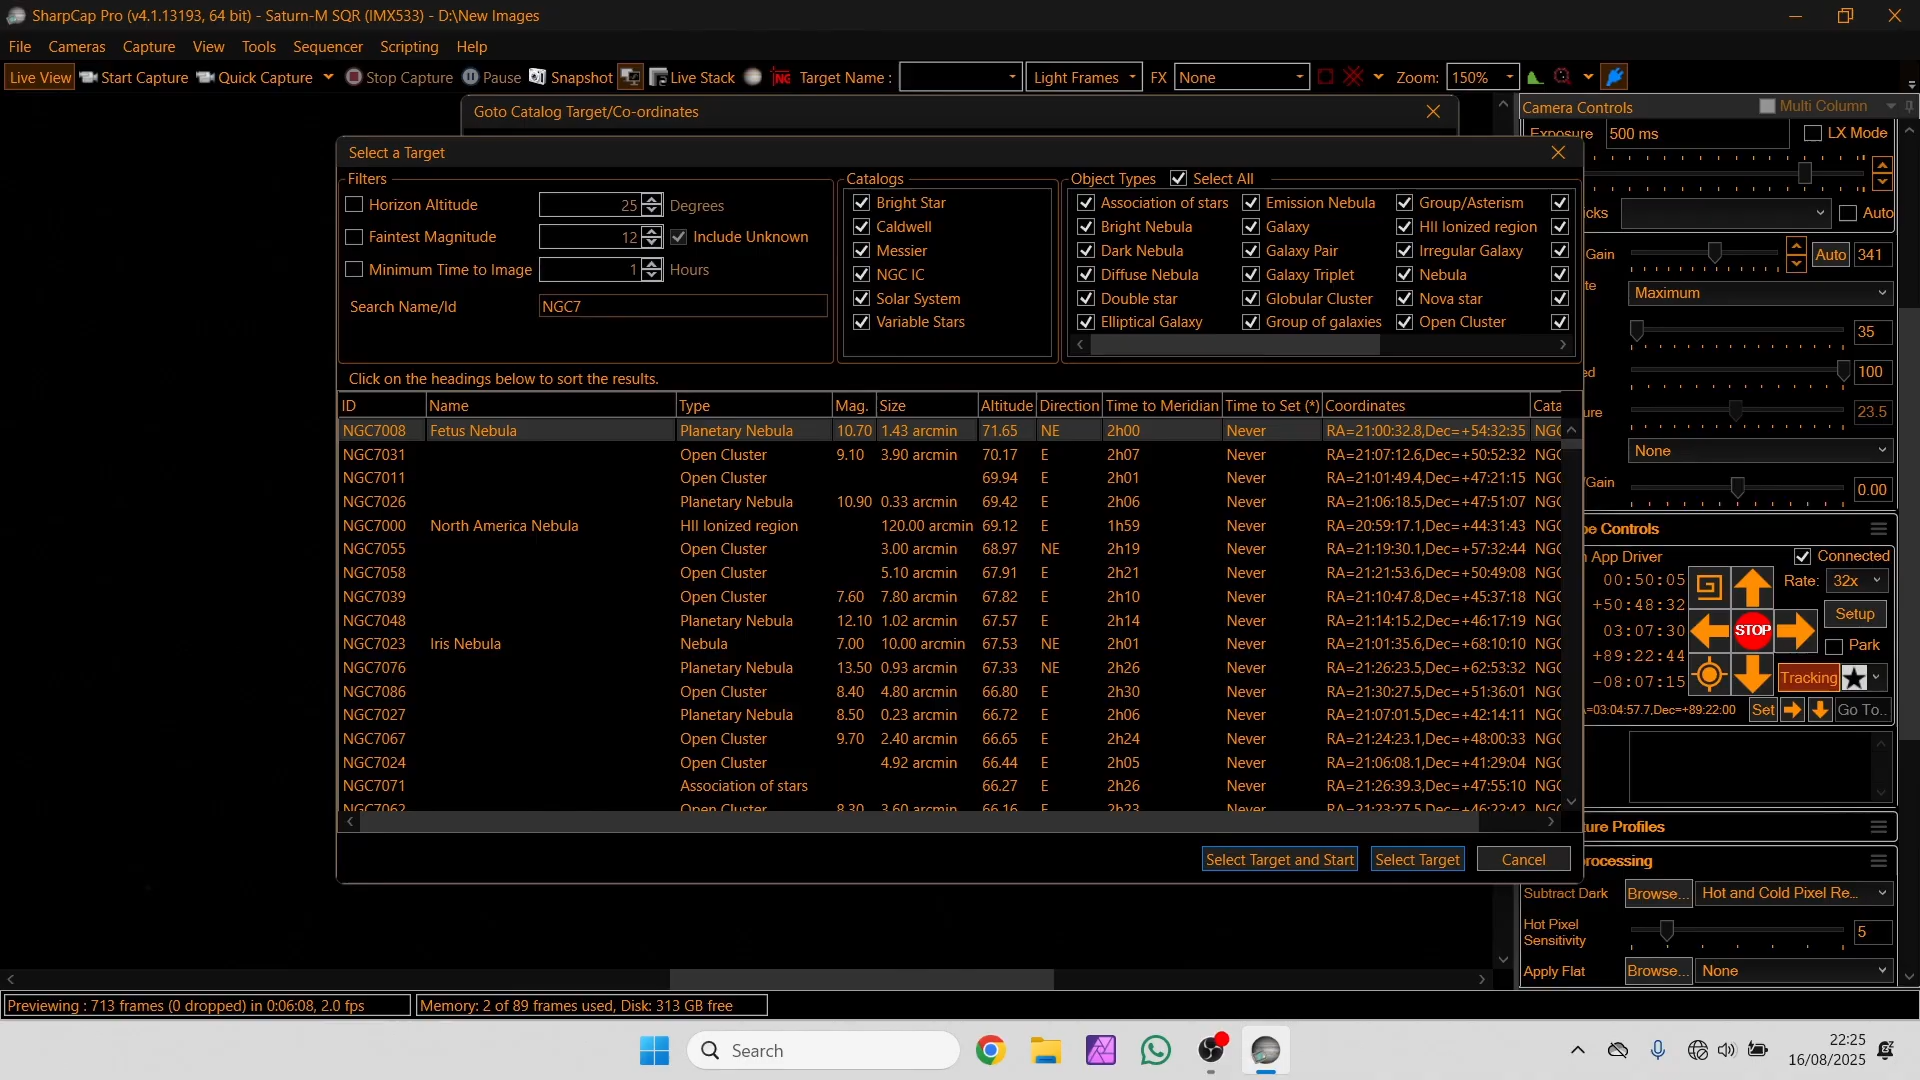 SharpCap Pro (v4.1.13193, 64 bit) - Saturn-M SQR (IMX533) - D:\New Images
File Cameras Capture View Tools Sequencer Scripting Help
Live View Start Capture Quick Capture Stop Capture Pause Snapshot Live Stack NG Target Name : Light Frames FX None Zoom: 150%
Goto Catalog Target/Co-ordinates
Camera Controls Multi Column
Exposure 500 ms LX Mode
Select a Target
Filters
Horizon Altitude 25 Degrees
Faintest Magnitude 12 Include Unknown
Minimum Time to Image 1 Hours
Search Name/Id NGC7
Catalogs
Bright Star
Caldwell
Messier
NGC IC
Solar System
Variable Stars
Object Types Select All
Association of stars Emission Nebula Group/Asterism
Bright Nebula Galaxy HII Ionized region
Dark Nebula Galaxy Pair Irregular Galaxy
Diffuse Nebula Galaxy Triplet Nebula
Double star Globular Cluster Nova star
Elliptical Galaxy Group of galaxies Open Cluster
Click on the headings below to sort the results.
ID Name Type Mag. Size Altitude Direction Time to Meridian Time to Set (*) Coordinates Cata
NGC7008 Fetus Nebula Planetary Nebula 10.70 1.43 arcmin 71.65 NE 2h00 Never RA=21:00:32.8,Dec=+54:32:35 NGC
NGC7031 Open Cluster 9.10 3.90 arcmin 70.17 E 2h07 Never RA=21:07:12.6,Dec=+50:52:32 NGC
NGC7011 Open Cluster 69.94 E 2h01 Never RA=21:01:49.4,Dec=+47:21:15 NGC
NGC7026 Planetary Nebula 10.90 0.33 arcmin 69.42 E 2h06 Never RA=21:06:18.5,Dec=+47:51:07 NGC
NGC7000 North America Nebula HII Ionized region 120.00 arcmin 69.12 E 1h59 Never RA=20:59:17.1,Dec=+44:31:43 NGC
NGC7055 Open Cluster 3.00 arcmin 68.97 NE 2h19 Never RA=21:19:30.1,Dec=+57:32:44 NGC
NGC7058 Open Cluster 5.10 arcmin 67.91 E 2h21 Never RA=21:21:53.6,Dec=+50:49:08 NGC
NGC7039 Open Cluster 7.60 7.80 arcmin 67.82 E 2h10 Never RA=21:10:47.8,Dec=+45:37:18 NGC
NGC7048 Planetary Nebula 12.10 1.02 arcmin 67.57 E 2h14 Never RA=21:14:15.2,Dec=+46:17:19 NGC
NGC7023 Iris Nebula Nebula 7.00 10.00 arcmin 67.53 NE 2h01 Never RA=21:01:35.6,Dec=+68:10:10 NGC
NGC7076 Planetary Nebula 13.50 0.93 arcmin 67.33 NE 2h26 Never RA=21:26:23.5,Dec=+62:53:32 NGC
NGC7086 Open Cluster 8.40 4.80 arcmin 66.80 E 2h30 Never RA=21:30:27.5,Dec=+51:36:01 NGC
NGC7027 Planetary Nebula 8.50 0.23 arcmin 66.72 E 2h06 Never RA=21:07:01.5,Dec=+42:14:11 NGC
NGC7067 Open Cluster 9.70 2.40 arcmin 66.65 E 2h24 Never RA=21:24:23.1,Dec=+48:00:33 NGC
NGC7024 Open Cluster 4.92 arcmin 66.44 E 2h05 Never RA=21:06:08.1,Dec=+41:29:04 NGC
NGC7071 Association of stars 66.27 E 2h26 Never RA=21:26:39.3,Dec=+47:55:10 NGC
NGC7062 Open Cluster 8.30 3.60 arcmin 66.16 E 2h23 Never RA=21:23:27.5,Dec=+46:22:42 NGC
Select Target and Start Select Target Cancel
icks Auto
Gain Auto 341
te Maximum
35
ed 100
ure 23.5
None
/Gain 0.00
pe Controls
App Driver Connected
00:50:05 Rate: 32x
+50:48:32 Setup
03:07:30 STOP Park
+89:22:44
-08:07:15 Tracking
=03:04:57.7,Dec=+89:22:00 Set Go To..
ture Profiles
rocessing
Subtract Dark Browse... Hot and Cold Pixel Re...
Hot Pixel
Sensitivity 5
Apply Flat Browse... None
Previewing : 713 frames (0 dropped) in 0:06:08, 2.0 fps Memory: 2 of 89 frames used, Disk: 313 GB free
Search
22:25
16/08/2025